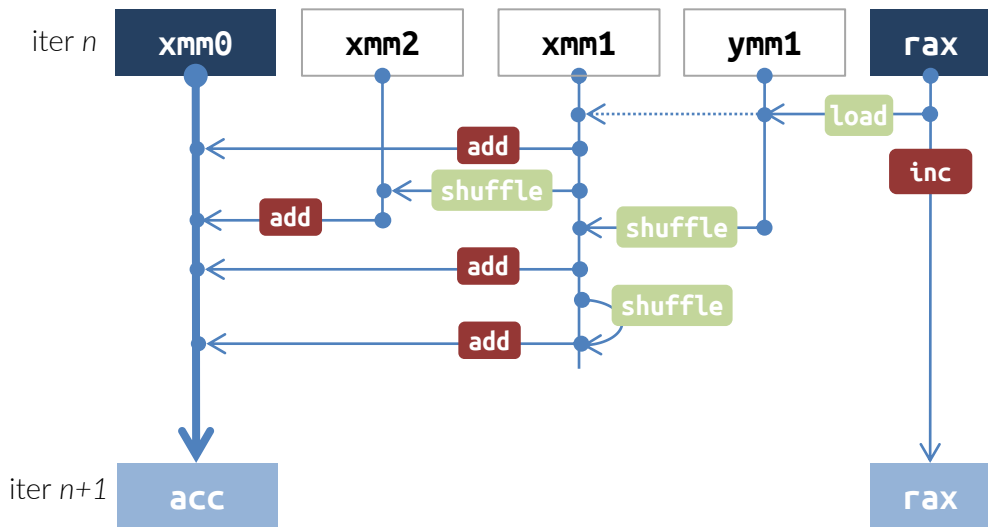 iter n
xmm0
xmm2
xmm1
ymm1
rax
load
add
inc
shuffle
add
shuffle
add
shuffle
add
iter n+1
acc
rax